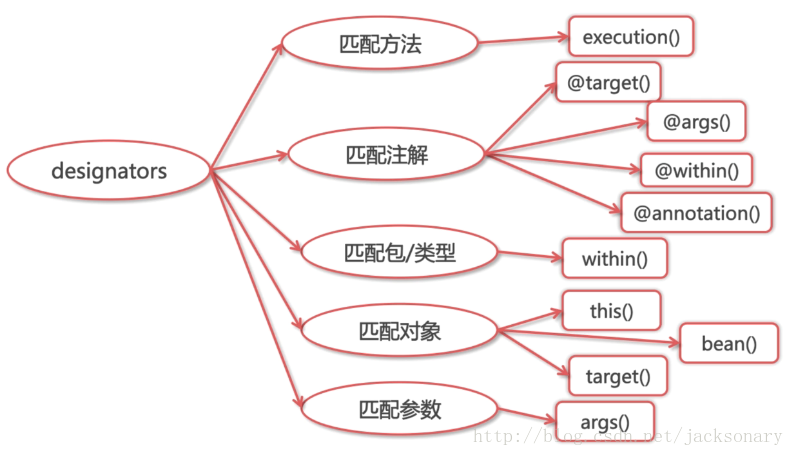 designators
匹配方法
execution()
匹配注解
@target()
@args()
@within()
@annotation()
匹配包/类型
within()
匹配对象
this()
bean()
target()
匹配参数
args()
http://blog.csdn.net/jacksonary